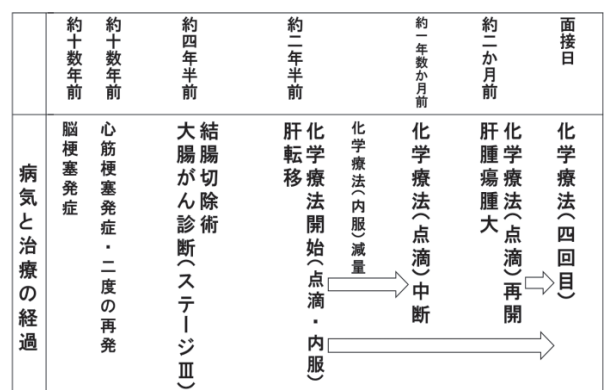 約十数年前
約十数年前
約四年半前
約二年半前
約一年数か月前
約二か月前
面接日
病気と治療の経過
脳梗塞発症
心筋梗塞発症・二度の再発
大腸がん診断(ステージⅢ)
結腸切除術
肝転移
化学療法開始(点滴・内服)
化学療法(内服)減量
化学療法(点滴)中断
肝腫瘍腫大
化学療法(点滴)再開
化学療法(四回目)